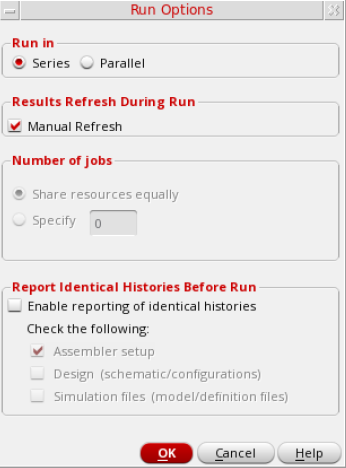 Run Options
Run in
Series Parallel
Results Refresh During Run
Manual Refresh
Number of jobs
Share resources equally
Specify 0
Report Identical Histories Before Run
Enable reporting of identical histories
Check the following:
Assembler setup
Design (schematic/configurations)
Simulation files (model/definition files)
OK Cancel Help